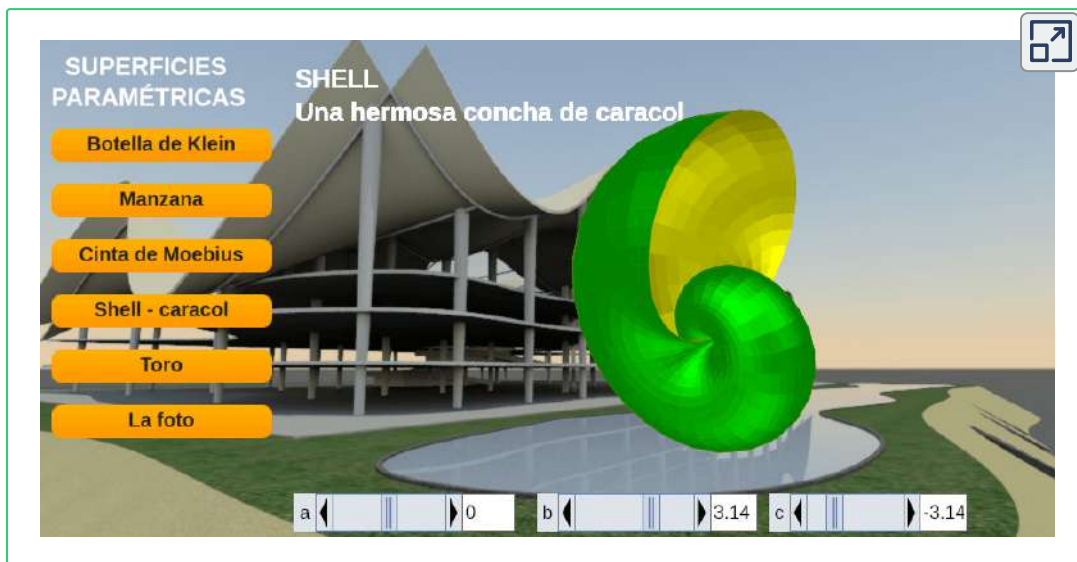 SUPERFICIES
PARAMÉTRICAS
Botella de Klein
Manzana
Cinta de Moebius
Shell - caracol
Toro
La foto
SHELL
Una hermosa concha de caracol
a 0
b 3.14
c -3.14